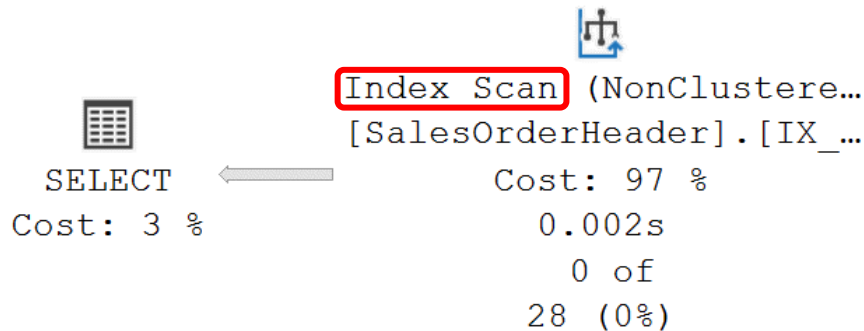 SELECT
Cost: 3 %
Index Scan (NonClustere…
[SalesOrderHeader].[IX_…
Cost: 97 %
0.002s
0 of
28 (0%)